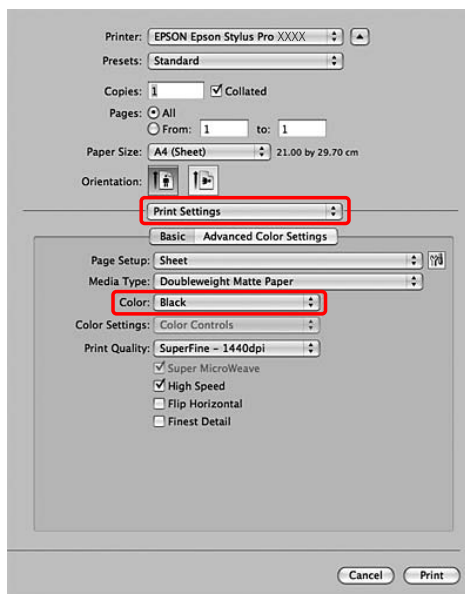 Printer: EPSON Epson Stylus Pro XXXX
Presets: Standard
Copies: 1 Collated
Pages: All
From: 1 to: 1
Paper Size: A4 (Sheet) 21.00 by 29.70 cm
Orientation:
Print Settings
Basic Advanced Color Settings
Page Setup: Sheet
Media Type: Doubleweight Matte Paper
Color: Black
Color Settings: Color Controls
Print Quality: SuperFine - 1440dpi
Super MicroWeave
High Speed
Flip Horizontal
Finest Detail
Cancel Print